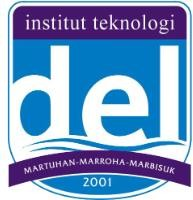 institut teknologi
del
MARTUHAN-MARROHA-MARBISUK
2001